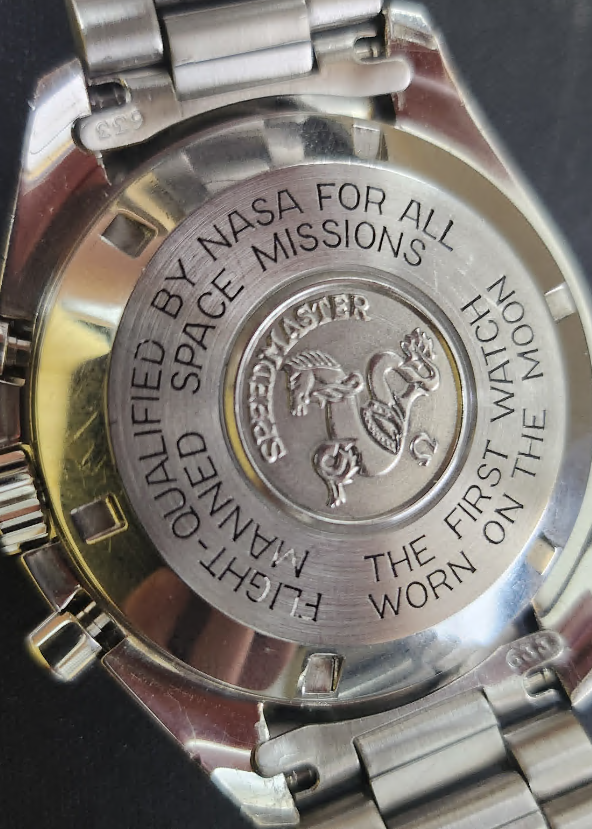 FLIGHT-QUALIFIED BY NASA FOR ALL
MANNED SPACE MISSIONS
THE FIRST WATCH
WORN ON THE MOON
SPEEDMASTER
Ω
633
633